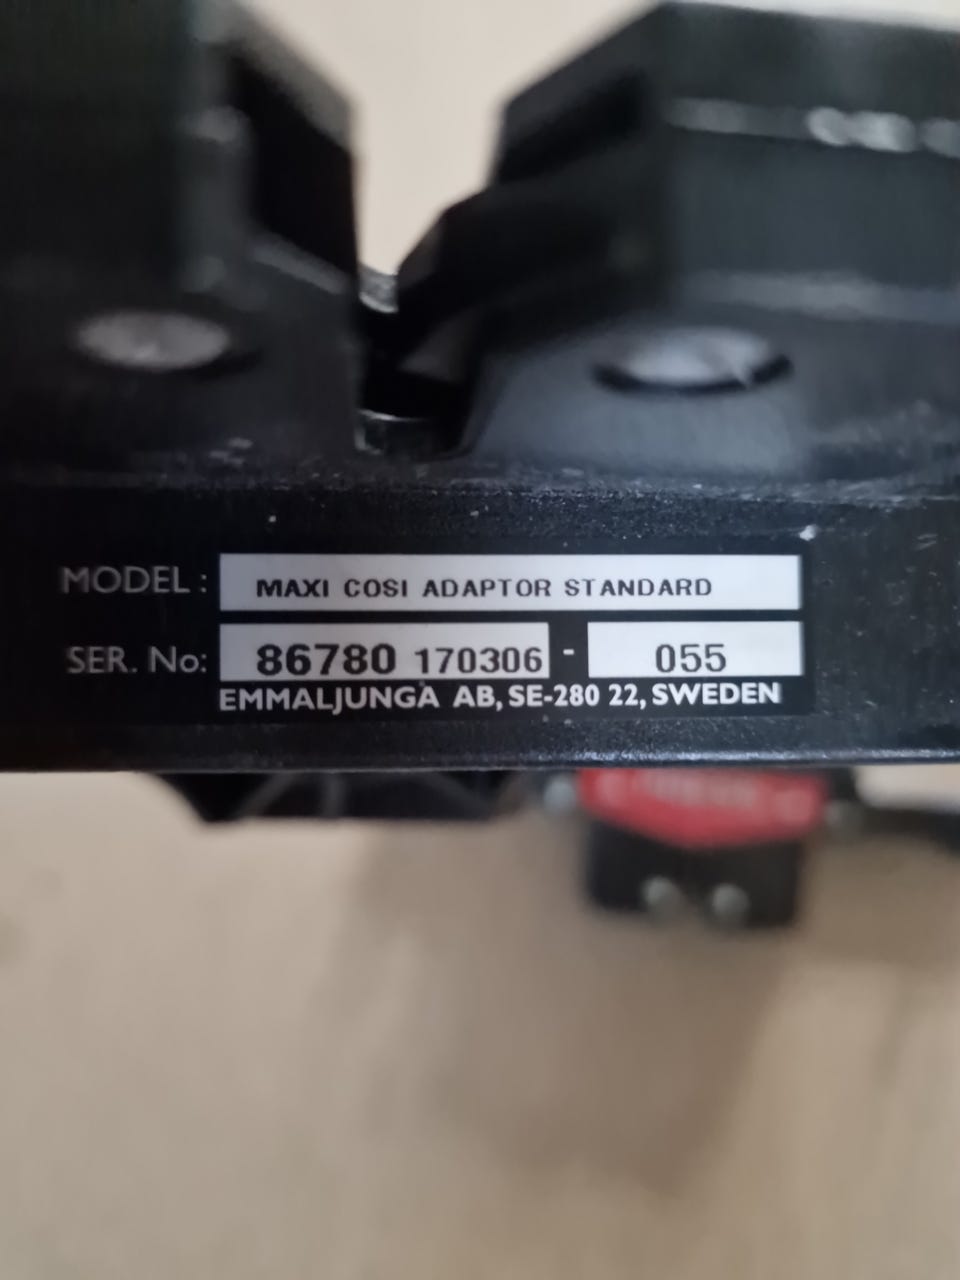 MODEL : MAXI COSI ADAPTOR STANDARD
SER. No: 86780 170306 - 055
EMMALJUNGA AB, SE-280 22, SWEDEN